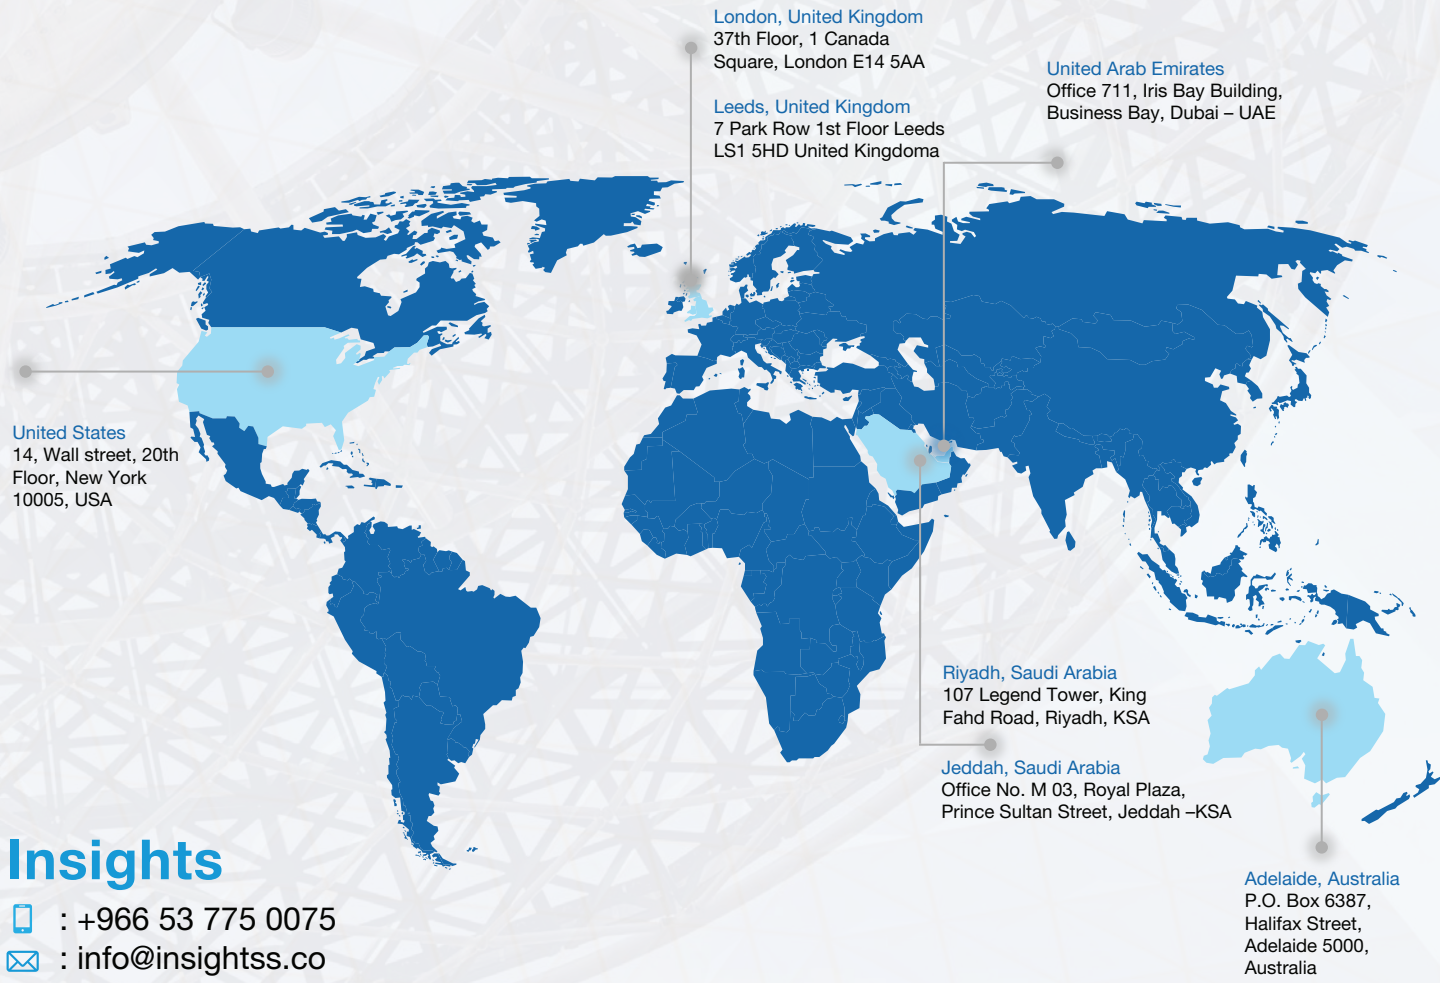 London, United Kingdom
37th Floor, 1 Canada
Square, London E14 5AA
Leeds, United Kingdom
7 Park Row 1st Floor Leeds
LS1 5HD United Kingdoma
United Arab Emirates
Office 711, Iris Bay Building,
Business Bay, Dubai – UAE
United States
14, Wall street, 20th
Floor, New York
10005, USA
Riyadh, Saudi Arabia
107 Legend Tower, King
Fahd Road, Riyadh, KSA
Jeddah, Saudi Arabia
Office No. M 03, Royal Plaza,
Prince Sultan Street, Jeddah –KSA
Adelaide, Australia
P.O. Box 6387,
Halifax Street,
Adelaide 5000,
Australia
Insights
: +966 53 775 0075
: info@insightss.co